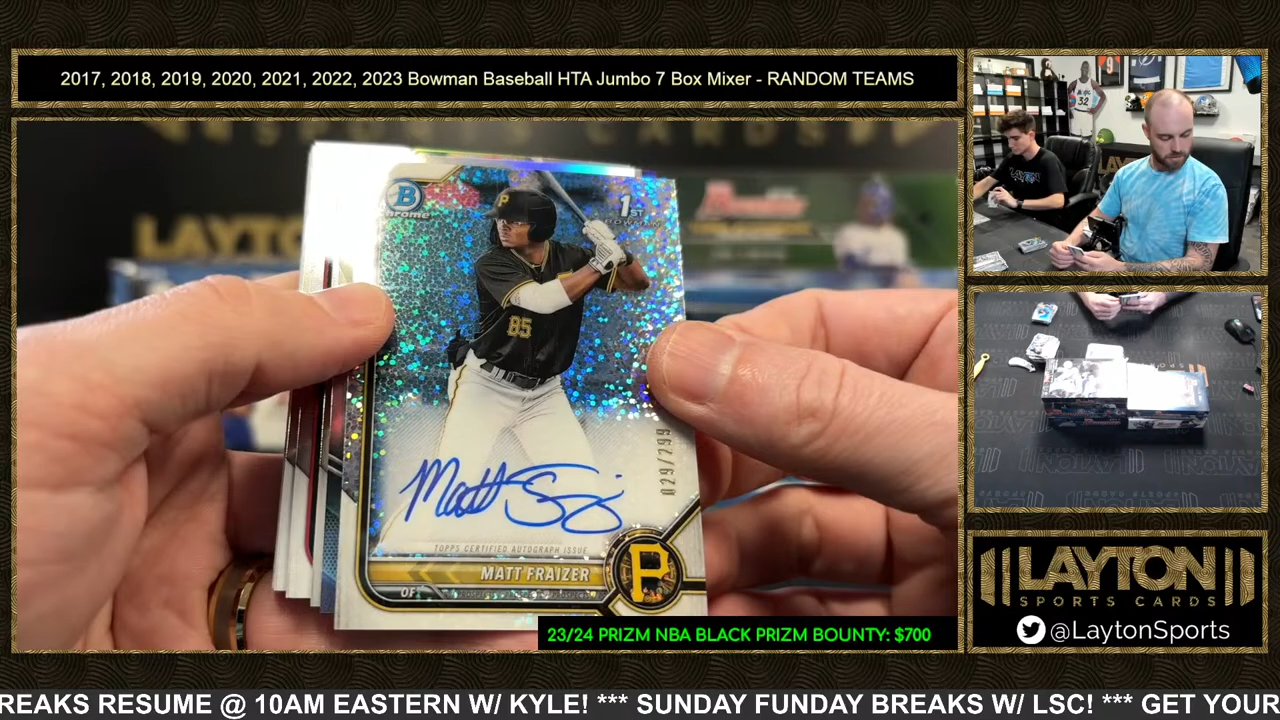 2017, 2018, 2019, 2020, 2021, 2022, 2023 Bowman Baseball HTA Jumbo 7 Box Mixer - RANDOM TEAMS
B
Chrome
1ST
P
85
029/299
Matt
TOPPS CERTIFIED AUTOGRAPH ISSUE
MATT FRAIZER
OF
P
32
9
23/24 PRIZM NBA BLACK PRIZM BOUNTY: $700
LAYTON
SPORTS CARDS
@LaytonSports
REAKS RESUME @ 10AM EASTERN W/ KYLE! *** SUNDAY FUNDAY BREAKS W/ LSC! *** GET YOUR